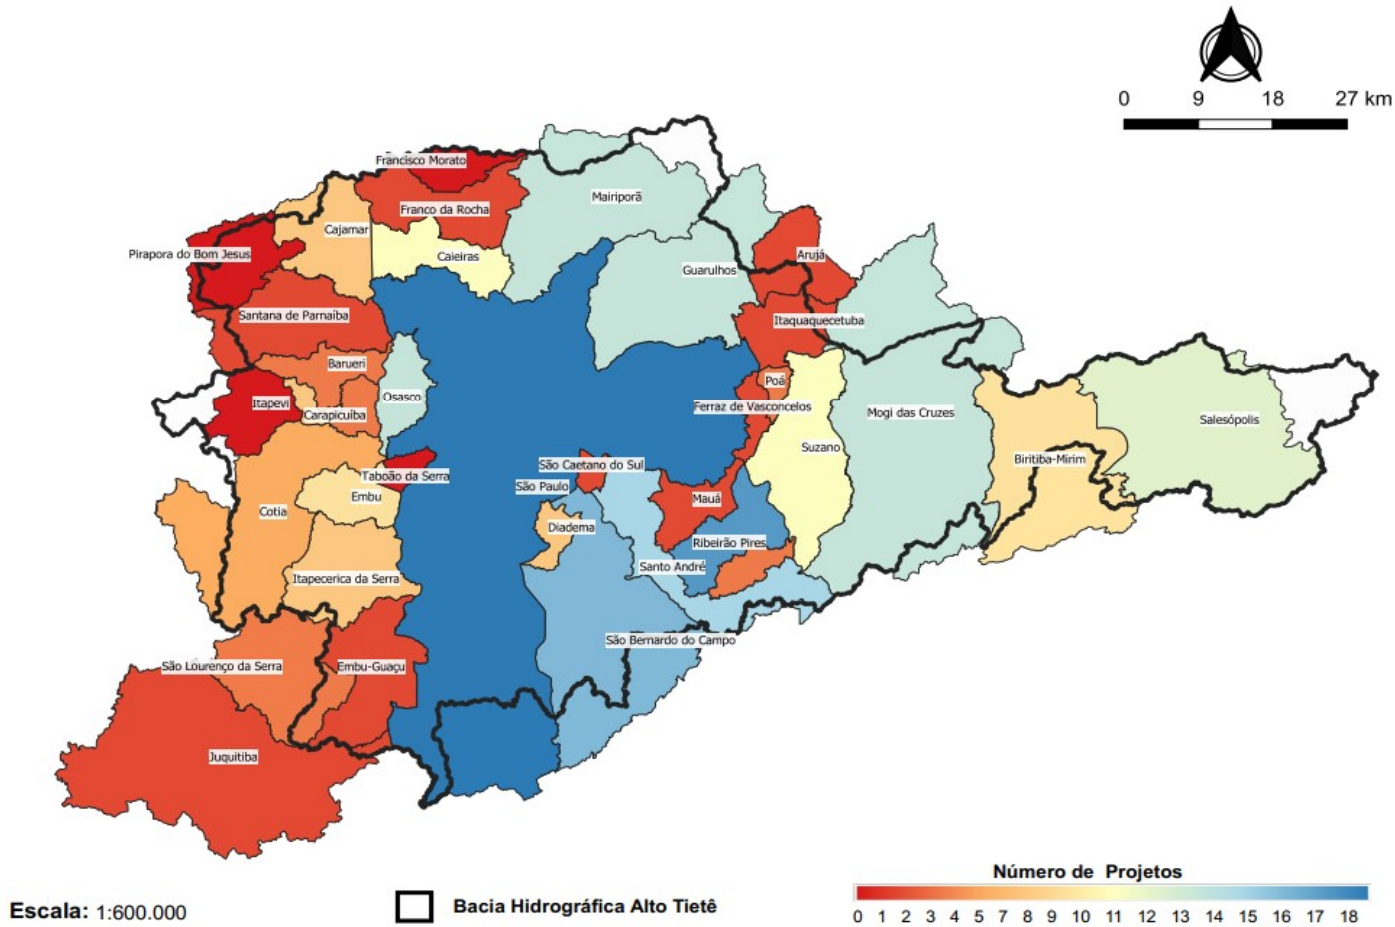 0 9 18 27 km
Francisco Morato
Mairiporã
Franco da Rocha
Cajamar
Pirapora do Bom Jesus
Caieiras
Arujá
Guarulhos
Santana de Parnaíba
Itaquaquecetuba
Barueri
Poá
Osasco
Itapevi
Ferraz de Vasconcelos
Carapicuíba
Mogi das Cruzes
Salesópolis
Suzano
Biritiba-Mirim
São Caetano do Sul
Taboão da Serra
São Paulo
Embu
Mauá
Cotia
Diadema
Ribeirão Pires
Santo André
Itapecerica da Serra
São Bernardo do Campo
São Lourenço da Serra
Embu-Guaçu
Juquitiba
Número de Projetos
0 1 2 3 4 5 7 8 9 10 11 12 13 14 15 16 17 18
Escala: 1:600.000
Bacia Hidrográfica Alto Tietê